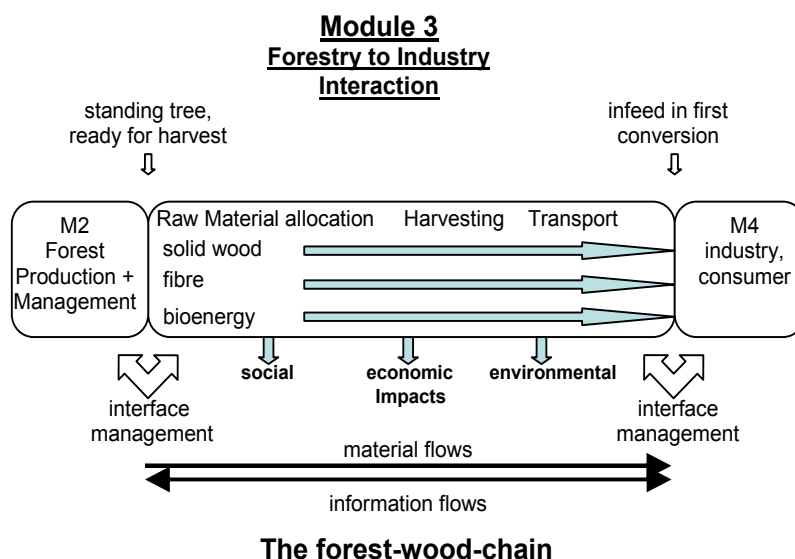 Module 3
Forestry to Industry
Interaction
standing tree,
ready for harvest
infeed in first
conversion
M2
Forest
Production +
Management
Raw Material allocation Harvesting Transport
solid wood
fibre
bioenergy
M4
industry,
consumer
social
economic
Impacts
environmental
interface
management
interface
management
material flows
information flows
The forest-wood-chain